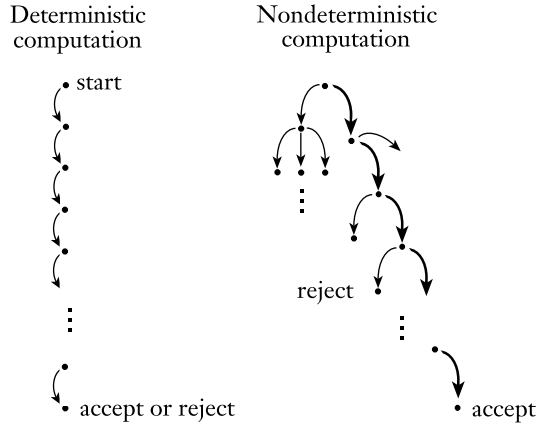 Deterministic
computation
Nondeterministic
computation
start
reject
accept or reject
accept